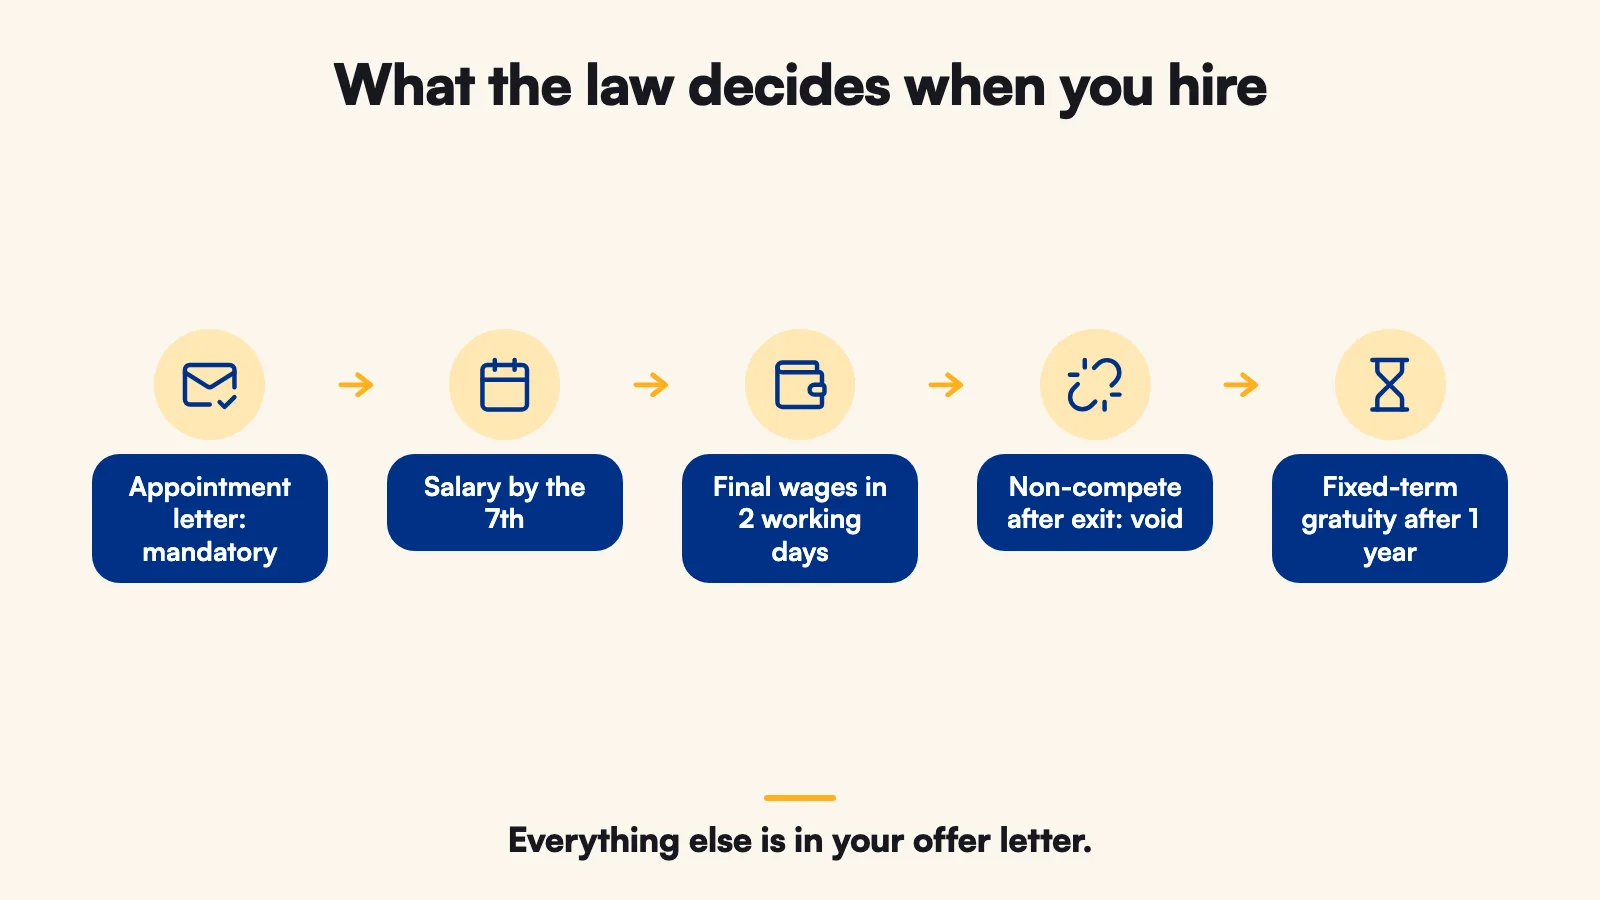 What the law decides when you hire
Appointment
letter:
mandatory
Salary by the
7th
Final wages in
2 working
days
Non-compete
after exit: void
Fixed-term
gratuity after 1
year
Everything else is in your offer letter.